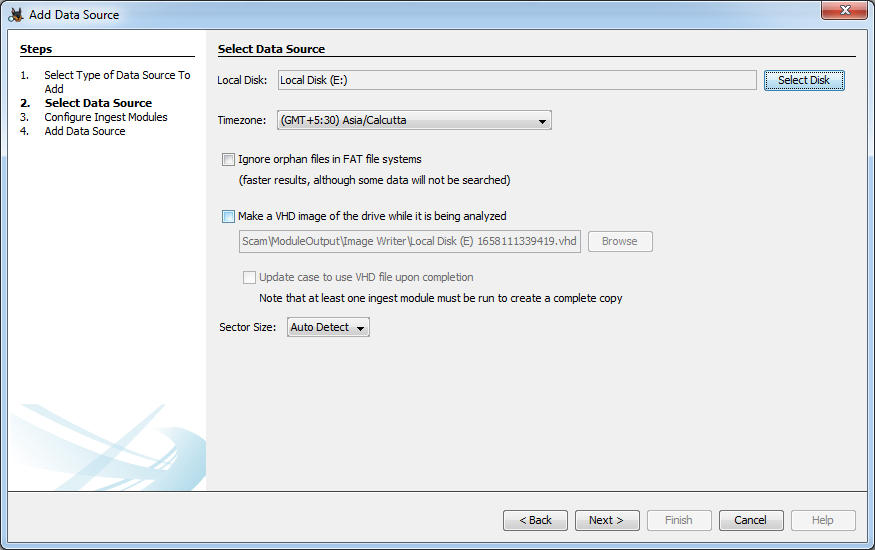 Add Data Source
Steps
1. Select Type of Data Source To
Add
2. Select Data Source
3. Configure Ingest Modules
4. Add Data Source
Select Data Source
Local Disk: Local Disk (E:) Select Disk
Timezone: (GMT+5:30) Asia/Calcutta
Ignore orphan files in FAT file systems
(faster results, although some data will not be searched)
Make a VHD image of the drive while it is being analyzed
Scam\ModuleOutput\Image Writer\Local Disk (E) 1658111339419.vhd Browse
Update case to use VHD file upon completion
Note that at least one ingest module must be run to create a complete copy
Sector Size: Auto Detect
< Back Next > Finish Cancel Help